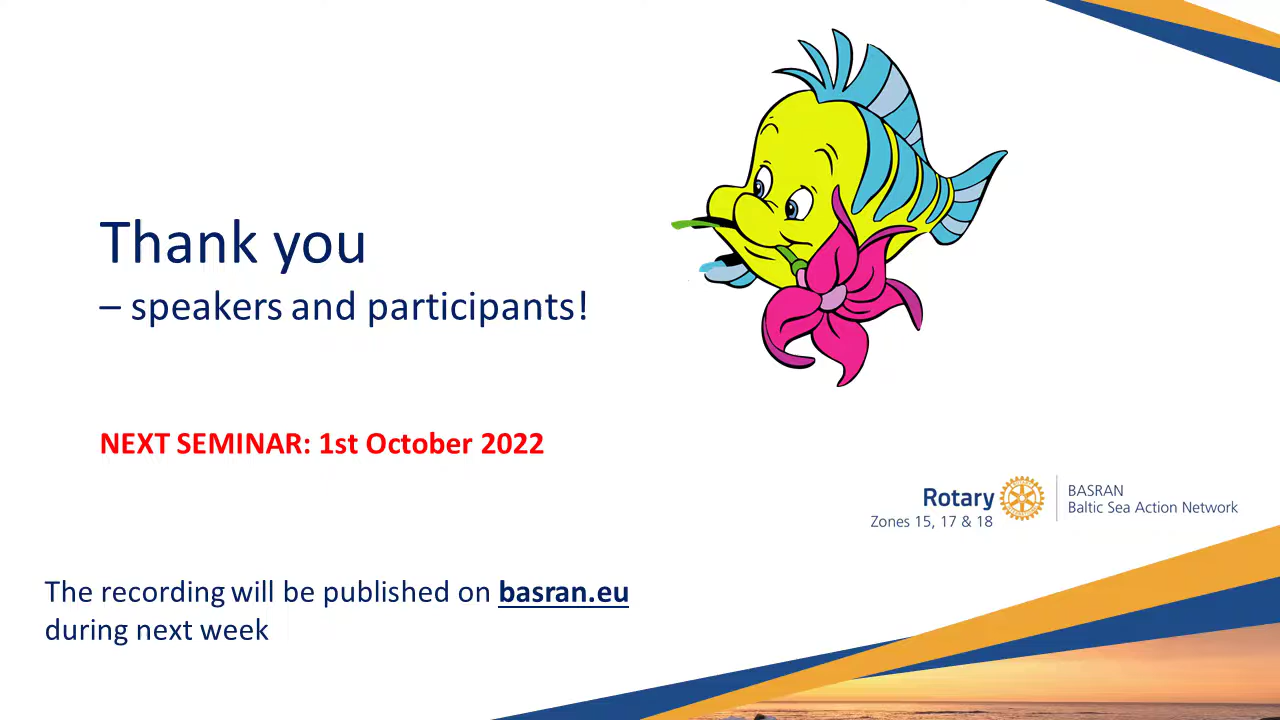 Thank you
– speakers and participants!
NEXT SEMINAR: 1st October 2022
Rotary
Zones 15, 17 & 18
BASRAN
Baltic Sea Action Network
The recording will be published on basran.eu
during next week